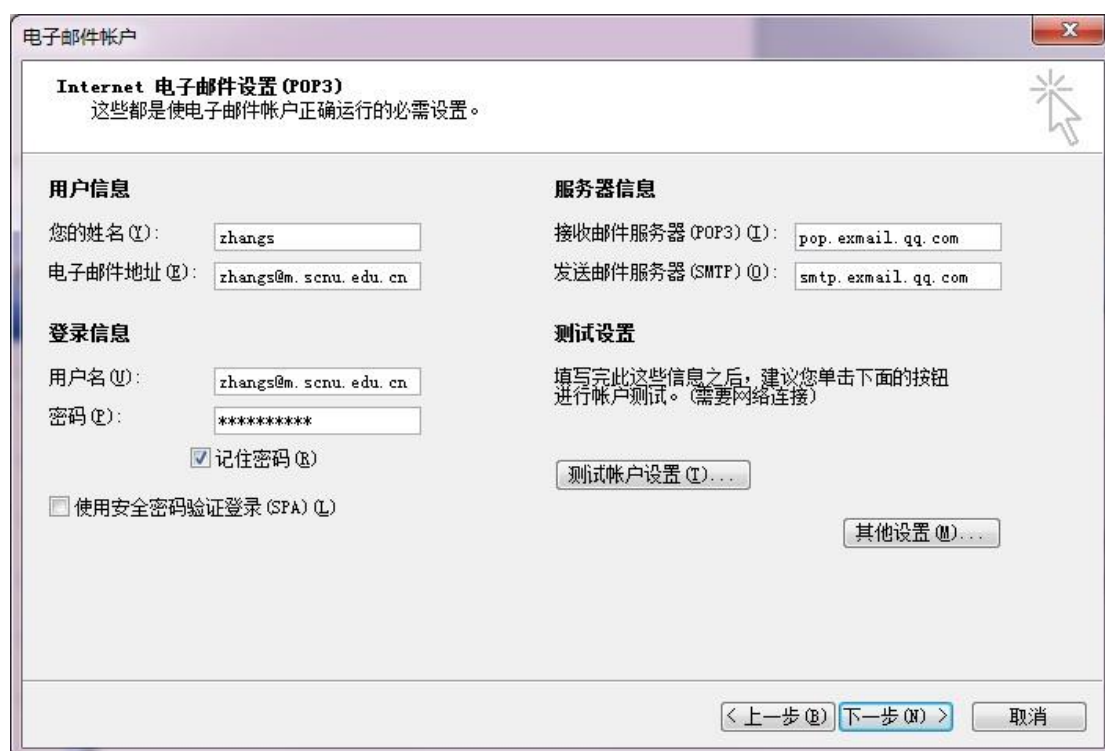 电子邮件帐户
Internet 电子邮件设置(POP3)
这些都是使电子邮件帐户正确运行的必需设置。
用户信息
您的姓名(Y):
zhangs
电子邮件地址(E):
zhangs@m.scnu.edu.cn
登录信息
用户名(U):
zhangs@m.scnu.edu.cn
密码(P):
**********
记住密码(R)
使用安全密码验证登录(SPA)(L)
服务器信息
接收邮件服务器(POP3)(I):
pop.exmail.qq.com
发送邮件服务器(SMTP)(O):
smtp.exmail.qq.com
测试设置
填写完此这些信息之后，建议您单击下面的按钮
进行帐户测试。(需要网络连接)
测试帐户设置(T)...
其他设置(M)...
< 上一步(B)
下一步(N) >
取消